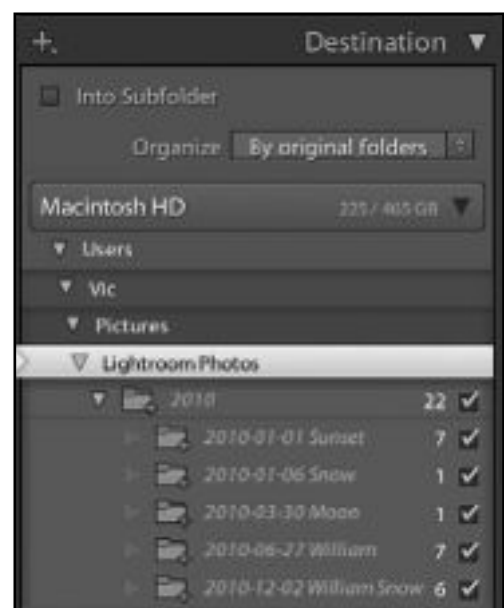 Destination
Into Subfolder
Organize By original folders
Macintosh HD 225 / 465 GB
Users
Vic
Pictures
Lightroom Photos
2010 22
2010-01-01 Sunset 7
2010-01-06 Snow 1
2010-03-30 Moon 1
2010-06-27 William 7
2010-12-02 William Snow 6